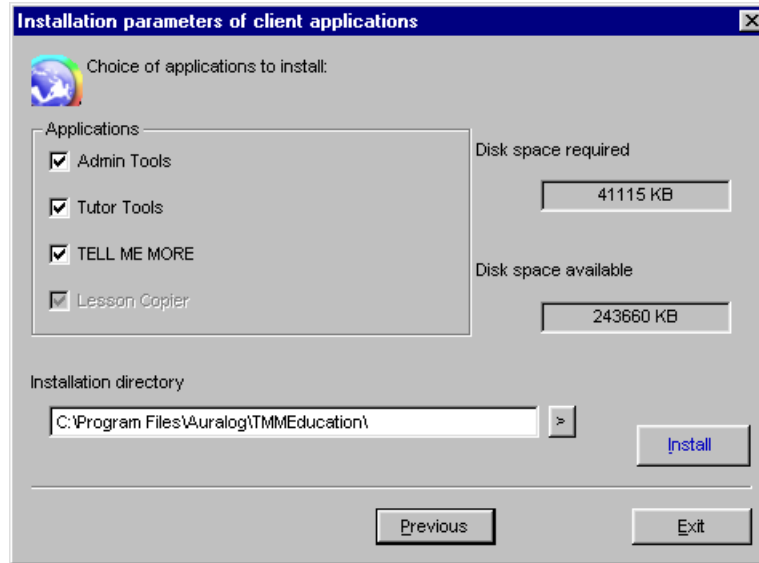 Installation parameters of client applications
Choice of applications to install:
Applications
Admin Tools
Tutor Tools
TELL ME MORE
Lesson Copier
Disk space required
41115 KB
Disk space available
243660 KB
Installation directory
C:\Program Files\Auralog\TMMEducation\
>
Install
Previous
Exit